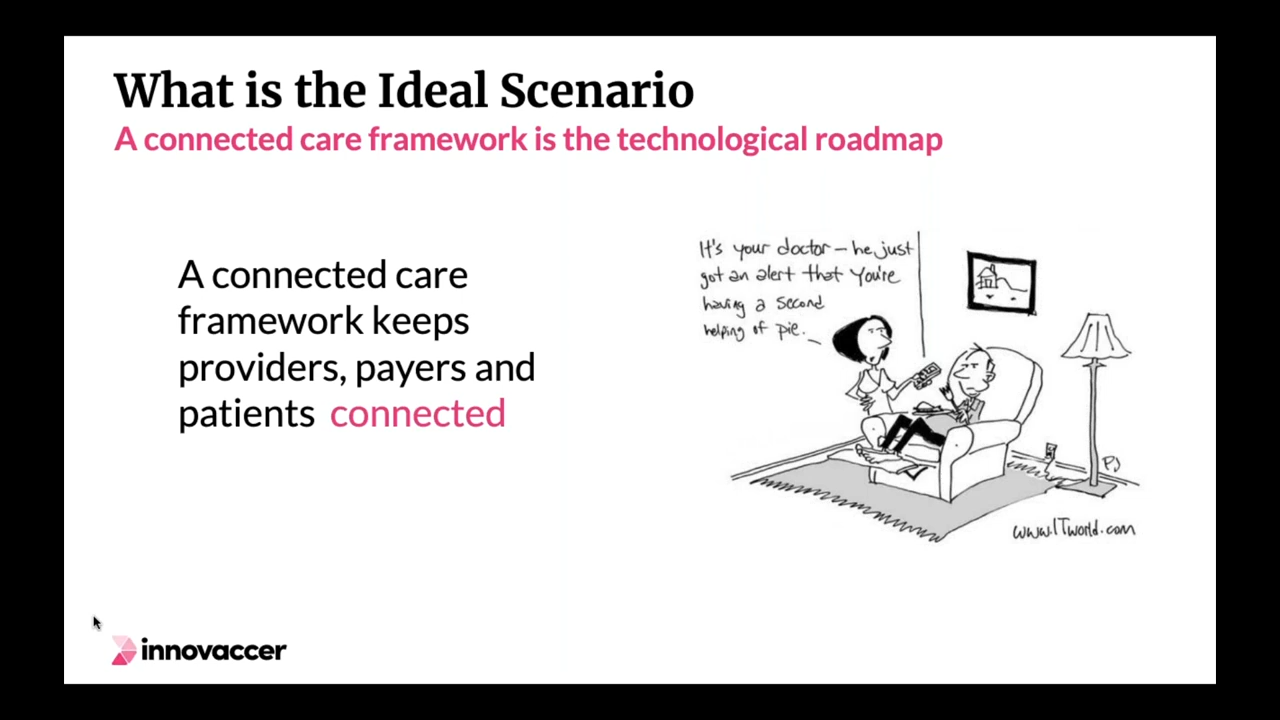 What is the Ideal Scenario
A connected care framework is the technological roadmap
A connected care
framework keeps
providers, payers and
patients connected
It's your doctor – he just
got an alert that you're
having a second
helping of pie.
PJ
www.ITworld.com
innovaccer